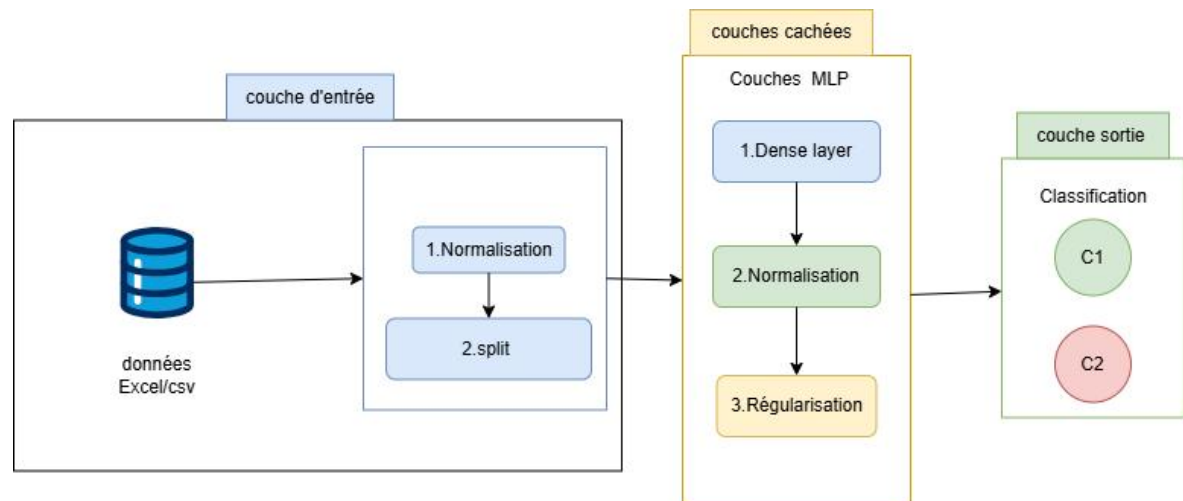 couche d'entrée
données
Excel/csv
1.Normalisation
2.split
couches cachées
Couches MLP
1.Dense layer
2.Normalisation
3.Régularisation
couche sortie
Classification
C1
C2